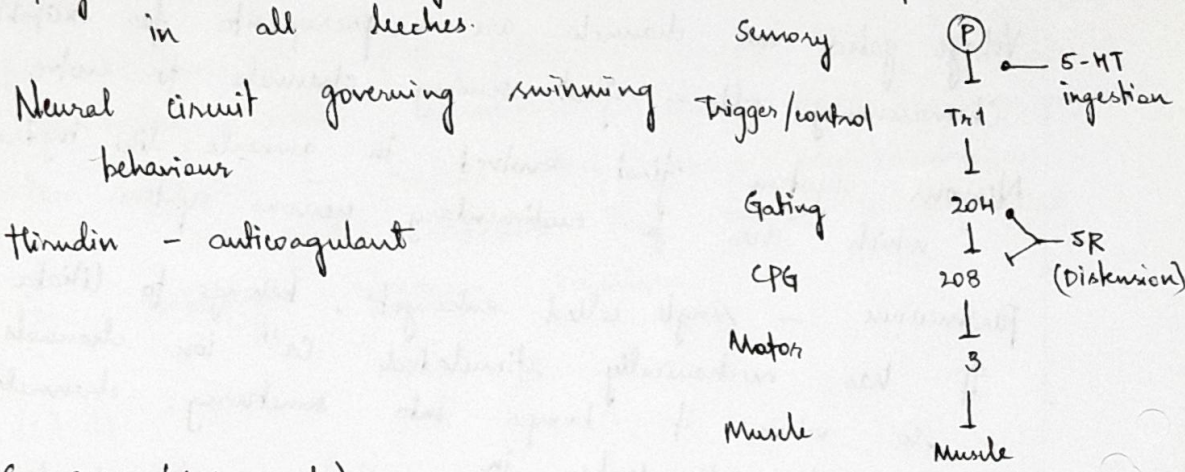 in all leeches.
Neural circuit governing swimming
behaviour
Hirudin - anticoagulant
Sensory P
5-HT
ingestion
Trigger/control Tr1
Gating 204
SR
(Distension)
CPG 208
Motor 3
Muscle Muscle